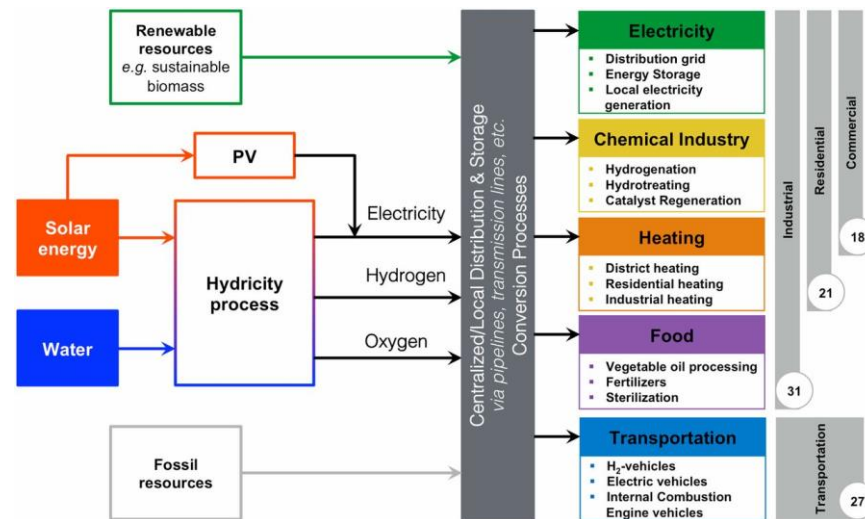 Renewable
resources
e.g. sustainable
biomass
PV
Solar
energy
Water
Hydricity
process
Electricity
Hydrogen
Oxygen
Fossil
resources
Centralized/Local Distribution & Storage
via pipelines, transmission lines, etc.
Conversion Processes
Electricity
▪ Distribution grid
▪ Energy Storage
▪ Local electricity
generation
Chemical Industry
▪ Hydrogenation
▪ Hydrotreating
▪ Catalyst Regeneration
Heating
▪ District heating
▪ Residential heating
▪ Industrial heating
Food
▪ Vegetable oil processing
▪ Fertilizers
▪ Sterilization
Transportation
▪ H₂-vehicles
▪ Electric vehicles
▪ Internal Combustion
Engine vehicles
Industrial
31
Residential
21
Commercial
18
Transportation
27